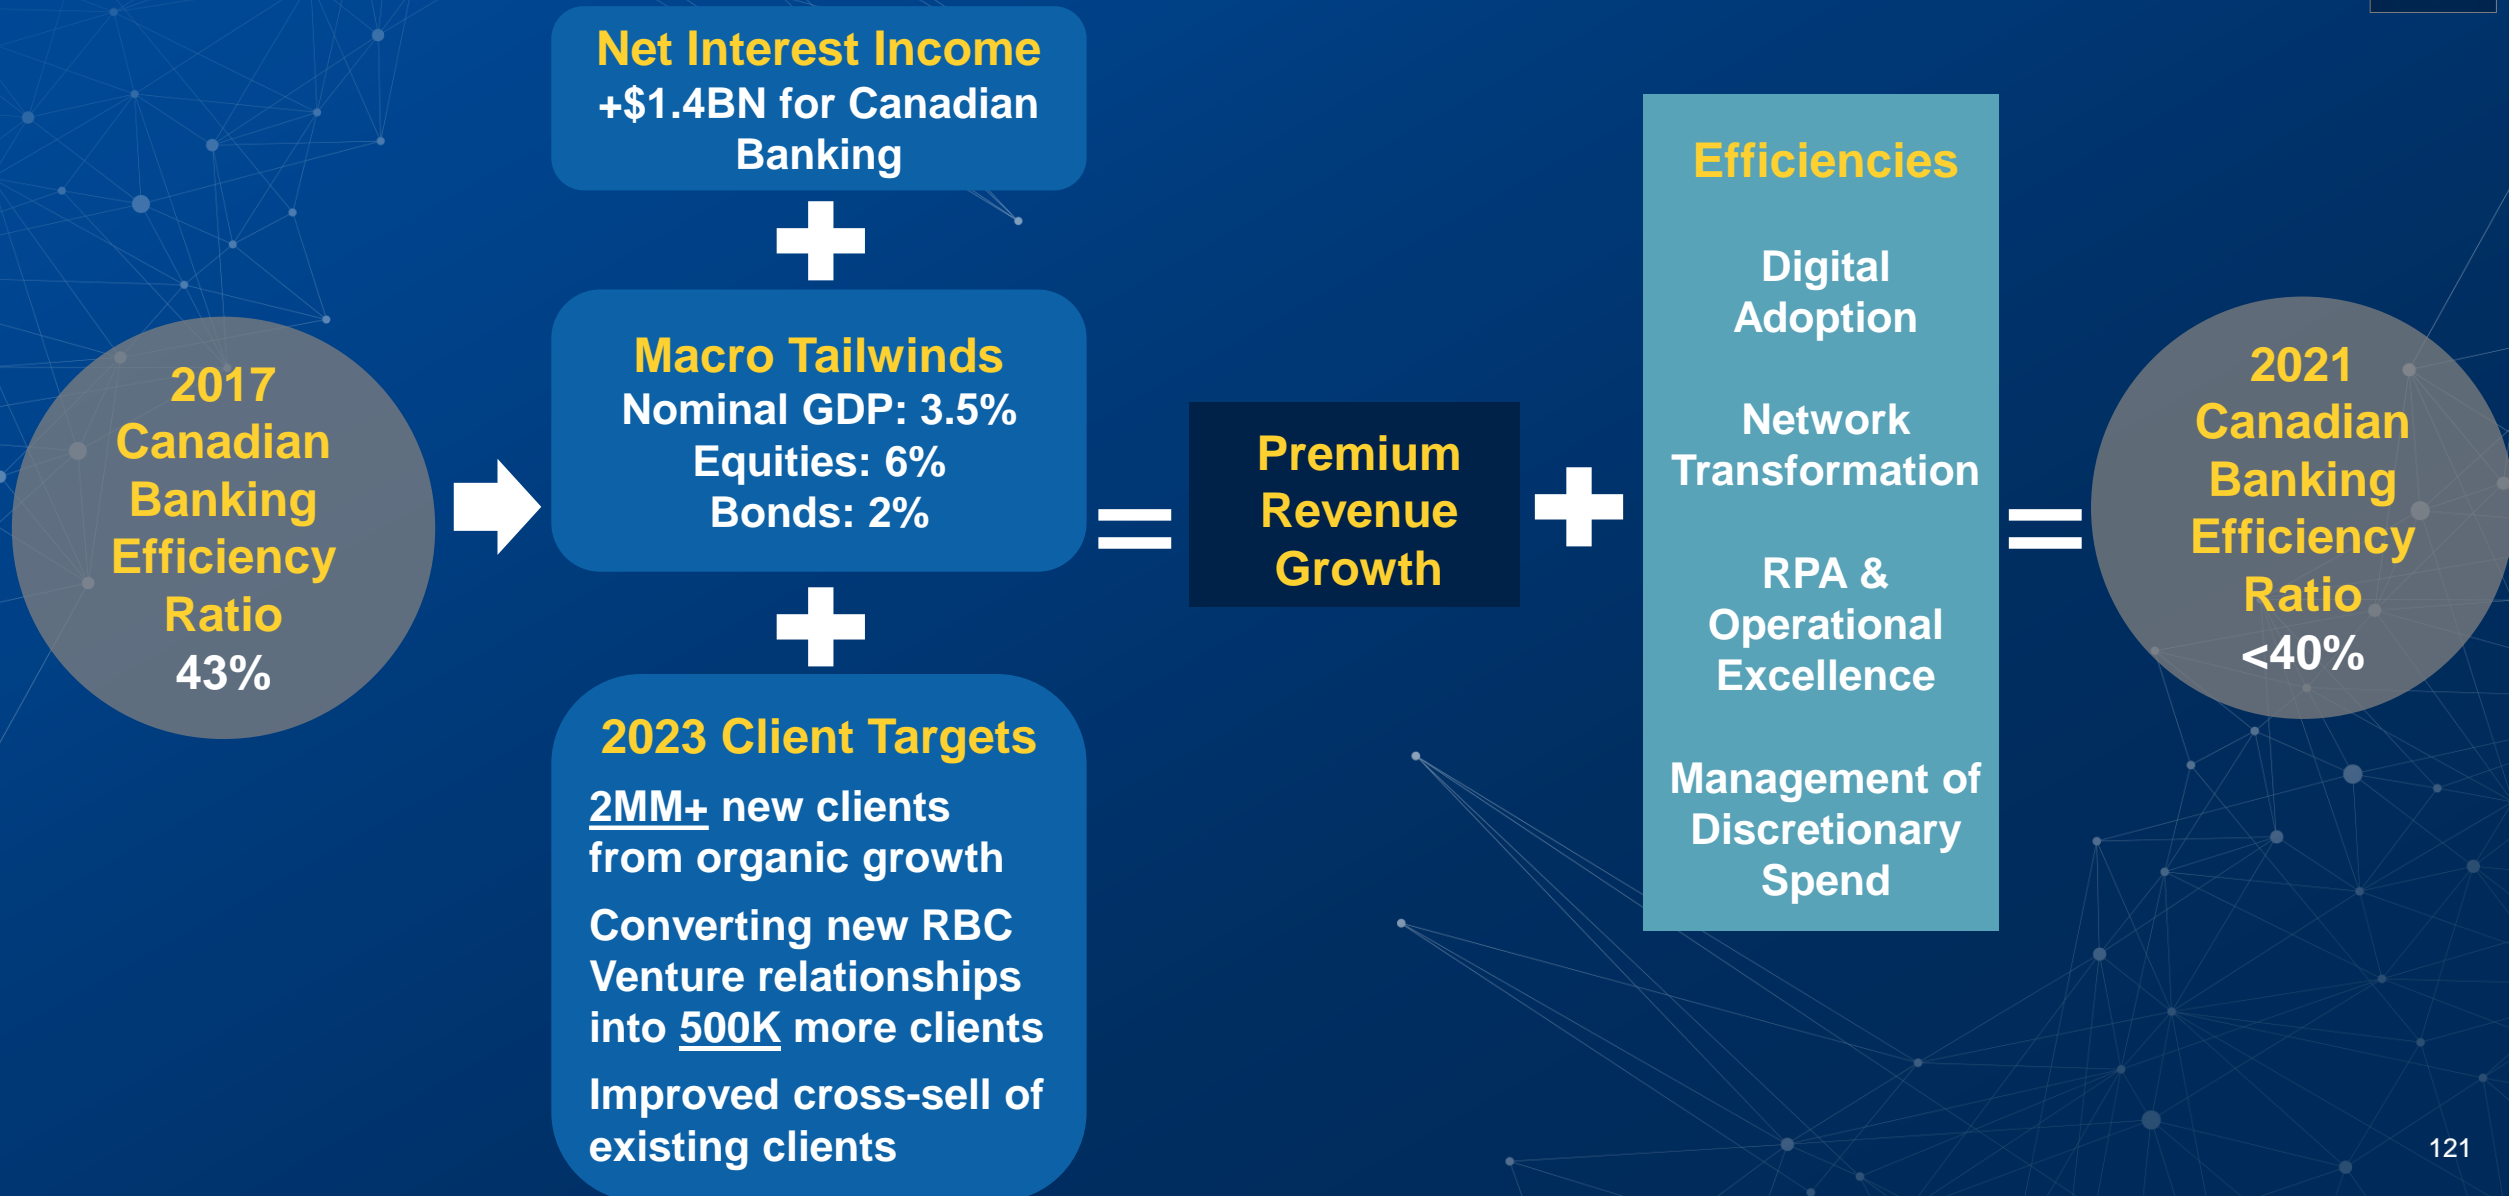 2017
Canadian
Banking
Efficiency
Ratio
43%
Net Interest Income
+$1.4BN for Canadian
Banking
Macro Tailwinds
Nominal GDP: 3.5%
Equities: 6%
Bonds: 2%
2023 Client Targets
2MM+ new clients
from organic growth
Converting new RBC
Venture relationships
into 500K more clients
Improved cross-sell of
existing clients
=
Premium
Revenue
Growth
Efficiencies
Digital
Adoption
Network
Transformation
RPA &
Operational
Excellence
Management of
Discretionary
Spend
=
2021
Canadian
Banking
Efficiency
Ratio
<40%
121